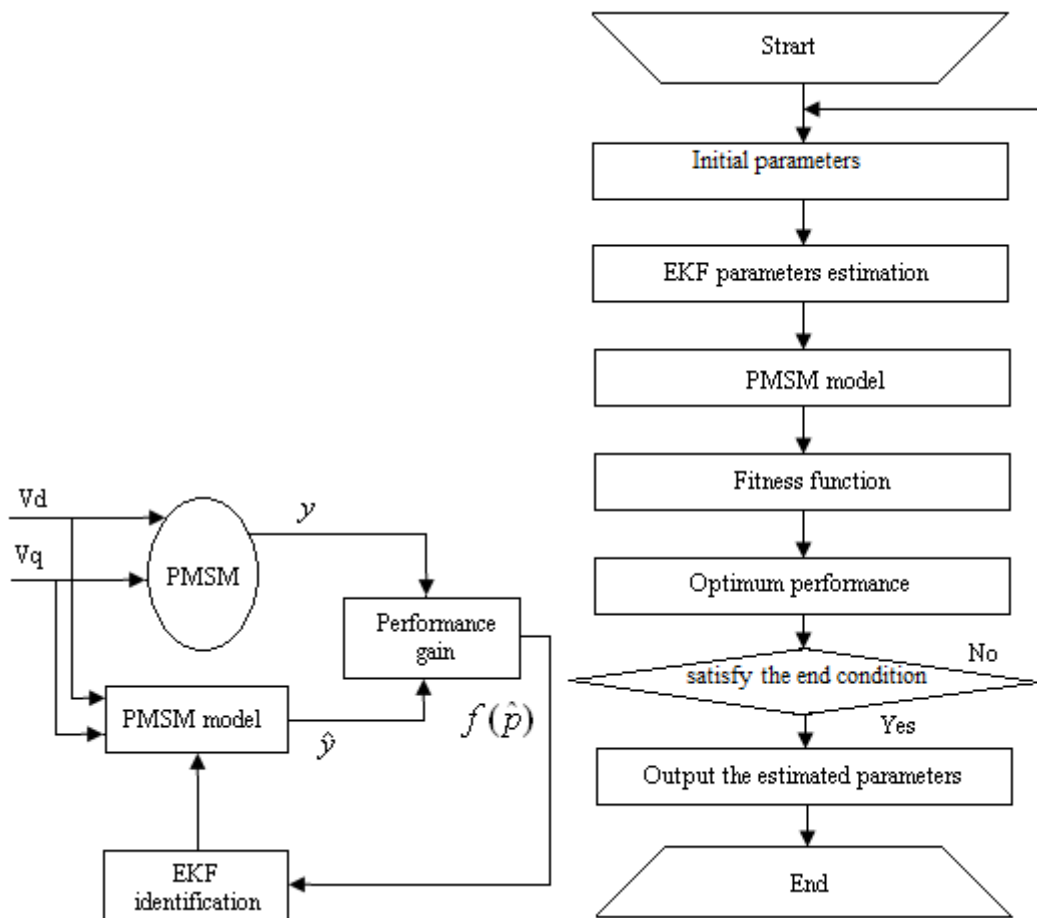 Vd
Vq
PMSM
y
Performance
gain
PMSM model
ŷ
f(p̂)
EKF
identification
Strart
Initial parameters
EKF parameters estimation
PMSM model
Fitness function
Optimum performance
satisfy the end condition
No
Yes
Output the estimated parameters
End